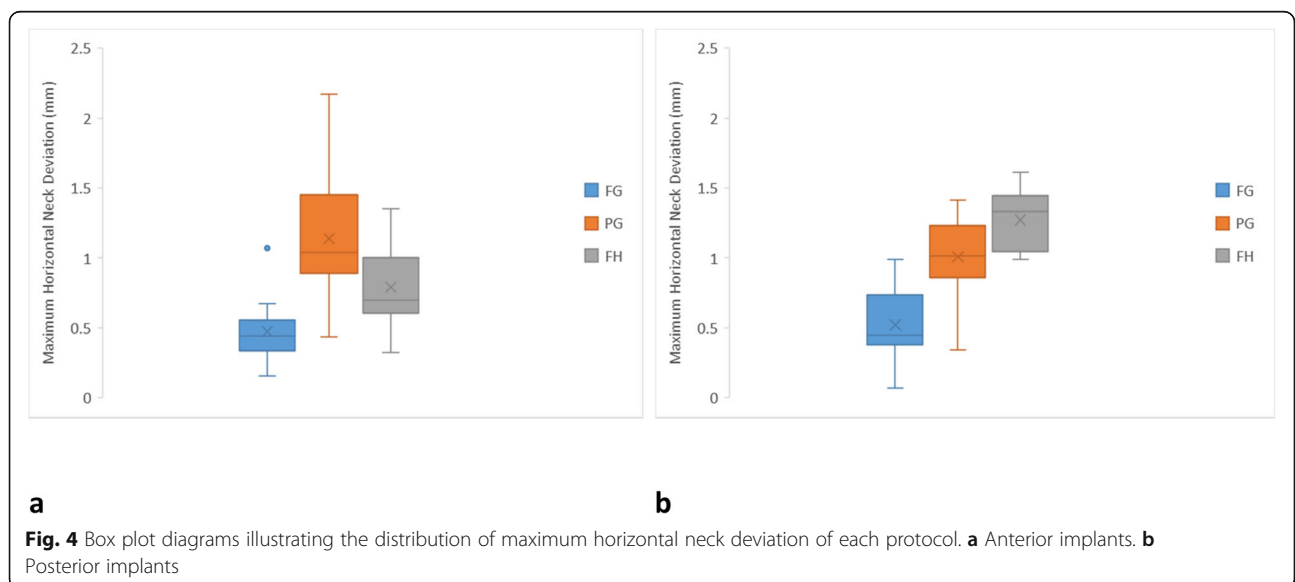 Maximum Horizontal Neck Deviation (mm)
2.5
2
1.5
1
0.5
0
FG
PG
FH
Maximum Horizontal Neck Deviation (mm)
2.5
2
1.5
1
0.5
0
FG
PG
FH
a
b
Fig. 4 Box plot diagrams illustrating the distribution of maximum horizontal neck deviation of each protocol. a Anterior implants. b
Posterior implants